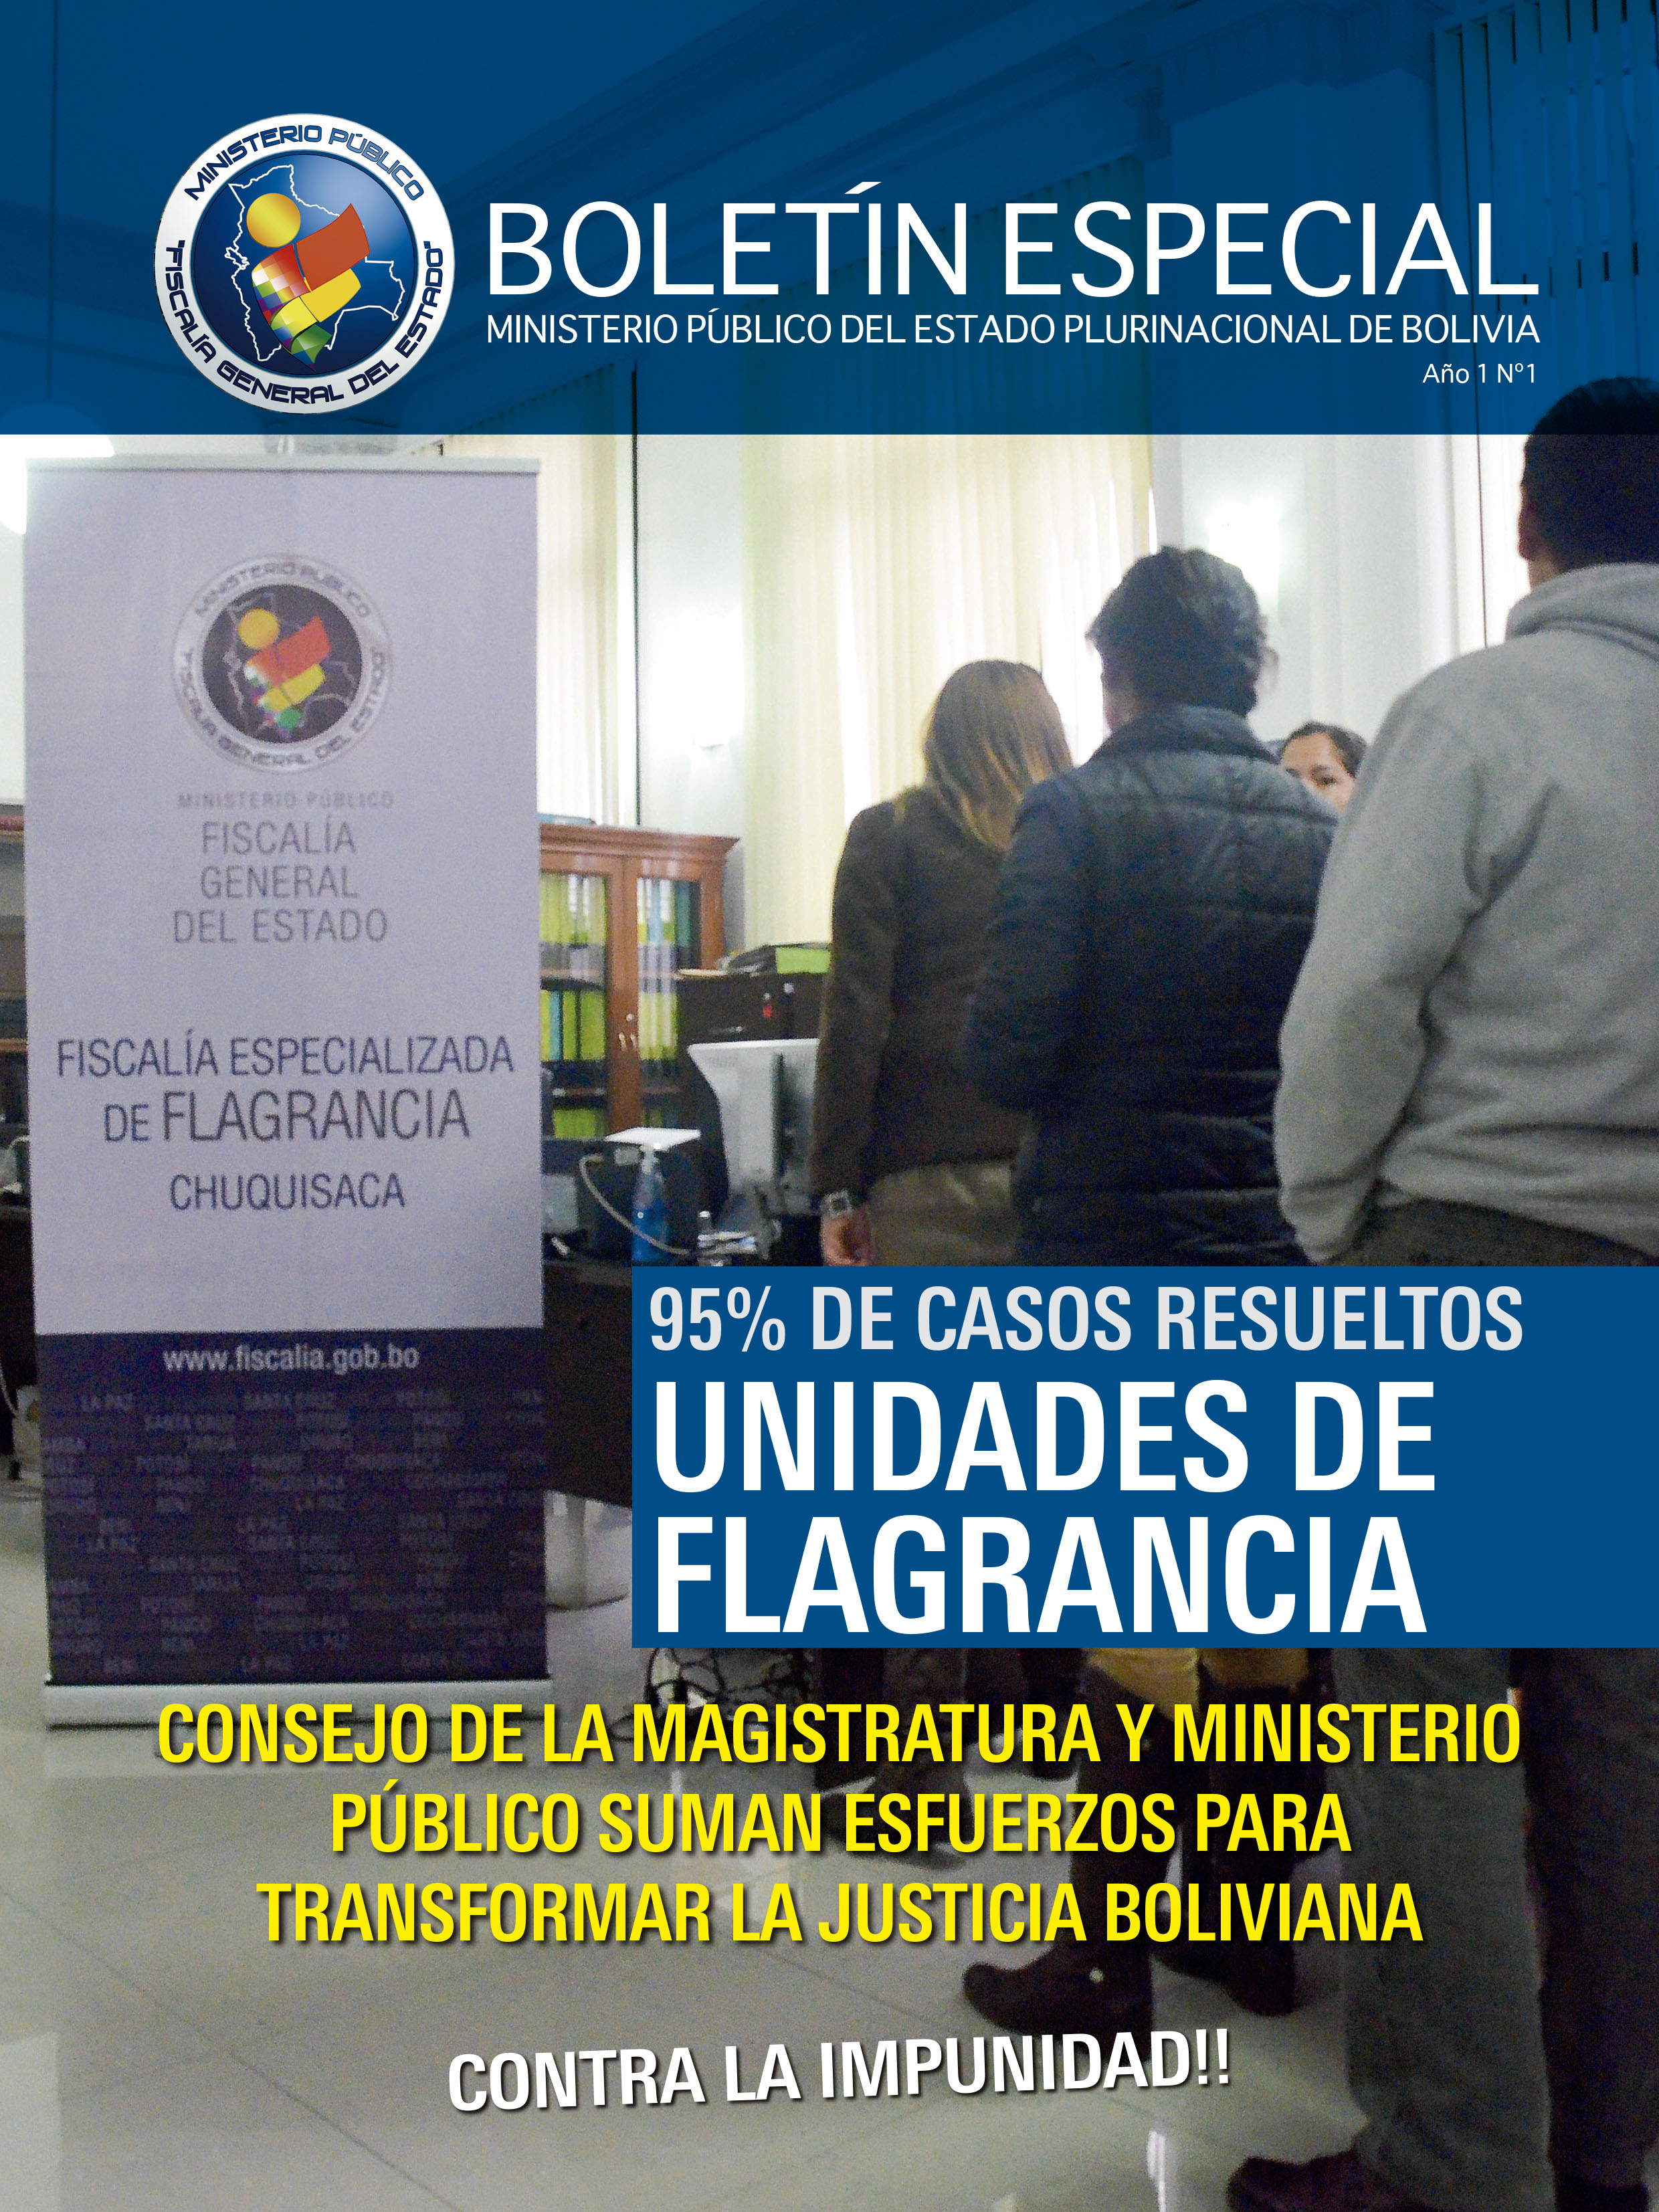 MINISTERIO PÚBLICO
"FISCALÍA GENERAL DEL ESTADO"
BOLETÍN ESPECIAL
MINISTERIO PÚBLICO DEL ESTADO PLURINACIONAL DE BOLIVIA
Año 1 Nº1
MINISTERIO PUBLICO
"FISCALIA GENERAL DEL ESTADO"
MINISTERIO PÚBLICO
FISCALÍA
GENERAL
DEL ESTADO
FISCALÍA ESPECIALIZADA
DE FLAGRANCIA
CHUQUISACA
www.fiscalia.gob.bo
95% DE CASOS RESUELTOS
UNIDADES DE
FLAGRANCIA
CONSEJO DE LA MAGISTRATURA Y MINISTERIO
PÚBLICO SUMAN ESFUERZOS PARA
TRANSFORMAR LA JUSTICIA BOLIVIANA
CONTRA LA IMPUNIDAD!!